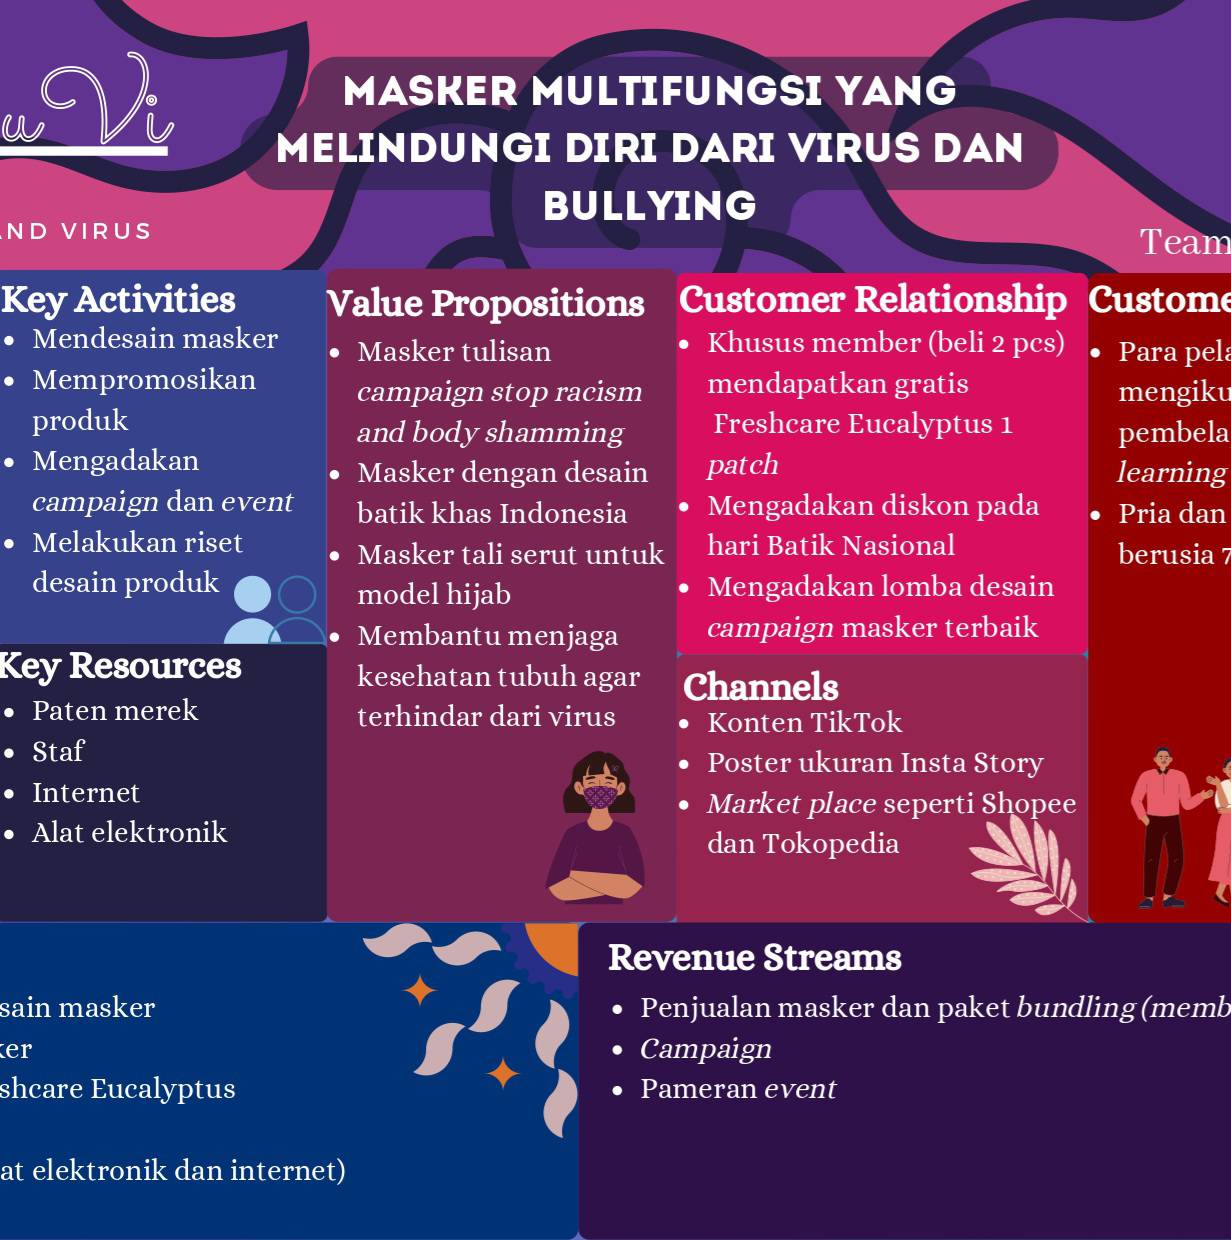 Vi
AND VIRUS
MASKER MULTIFUNGSI YANG
MELINDUNGI DIRI DARI VIRUS DAN
BULLYING
Team
Key Activities
• Mendesain masker
• Mempromosikan
produk
• Mengadakan
campaign dan event
• Melakukan riset
desain produk
Key Resources
• Paten merek
• Staf
• Internet
• Alat elektronik
Value Propositions
• Masker tulisan
campaign stop racism
and body shamming
• Masker dengan desain
batik khas Indonesia
• Masker tali serut untuk
model hijab
• Membantu menjaga
kesehatan tubuh agar
terhindar dari virus
Customer Relationship
• Khusus member (beli 2 pcs)
mendapatkan gratis
Freshcare Eucalyptus 1
patch
• Mengadakan diskon pada
hari Batik Nasional
• Mengadakan lomba desain
campaign masker terbaik
Channels
• Konten TikTok
• Poster ukuran Insta Story
• Market place seperti Shopee
dan Tokopedia
Custome
• Para pela
mengiku
pembela
learning
• Pria dan
berusia 7
sain masker
ker
shcare Eucalyptus
at elektronik dan internet)
Revenue Streams
• Penjualan masker dan paket bundling (memb
• Campaign
• Pameran event